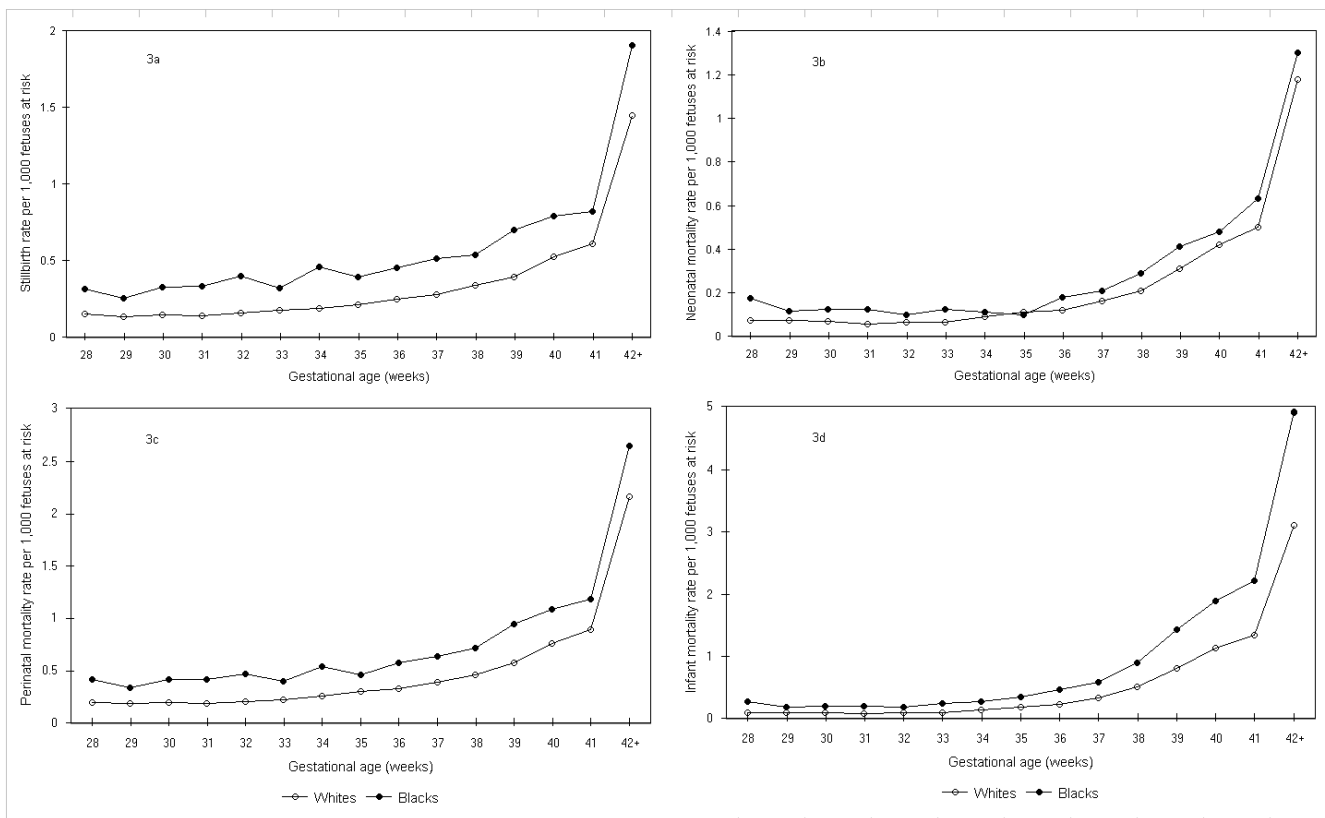 3a
Stillbirth rate per 1,000 fetuses at risk
2
1.5
1
0.5
0
28 29 30 31 32 33 34 35 36 37 38 39 40 41 42+
Gestational age (weeks)
3b
Neonatal mortality rate per 1,000 fetuses at risk
1.4
1.2
1
0.8
0.6
0.4
0.2
0
28 29 30 31 32 33 34 35 36 37 38 39 40 41 42+
Gestational age (weeks)
3c
Perinatal mortality rate per 1,000 fetuses at risk
3
2.5
2
1.5
1
0.5
0
28 29 30 31 32 33 34 35 36 37 38 39 40 41 42+
Gestational age (weeks)
Whites Blacks
3d
Infant mortality rate per 1,000 fetuses at risk
5
4
3
2
1
0
28 29 30 31 32 33 34 35 36 37 38 39 40 41 42+
Gestational age (weeks)
Whites Blacks